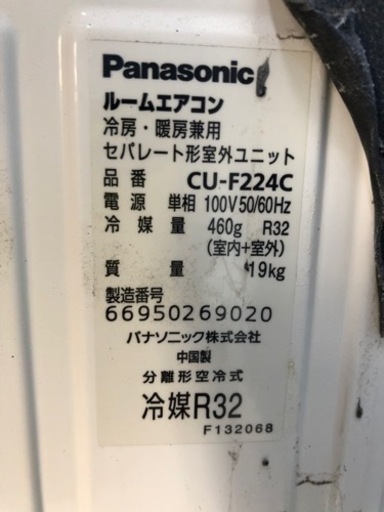 Panasonic
ルームエアコン
冷房・暖房兼用
セパレート形室外ユニット
品番 CU-F224C
電源 単相 100V 50/60Hz
冷媒量 460g R32
(室内+室外)
質量 19kg
製造番号
66950269020
パナソニック株式会社
中国製
分離形空冷式
冷媒R32
F132068